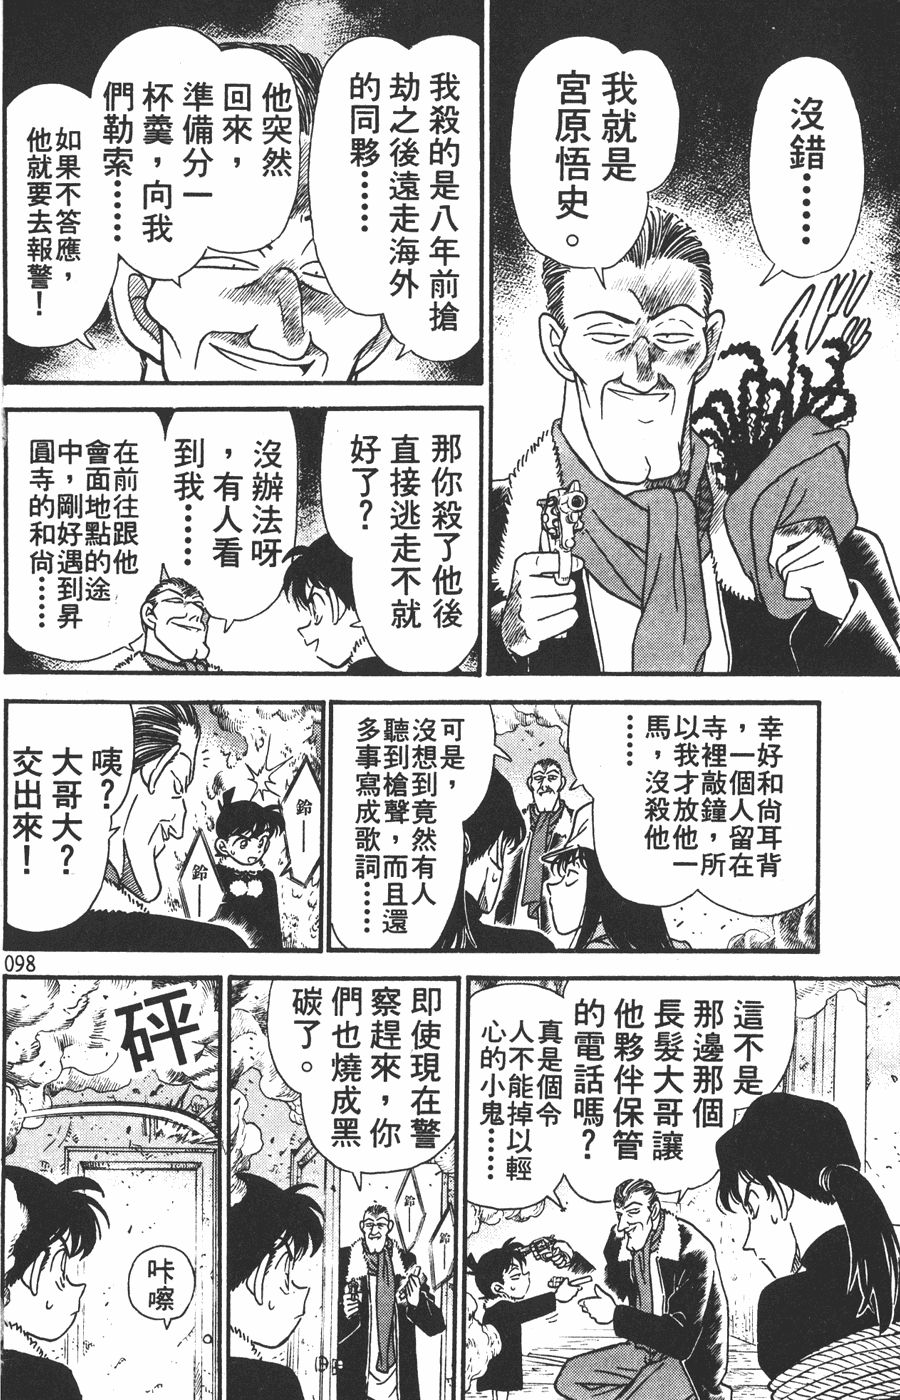 沒錯……
我就是
宮原悟史。
我殺的是八年前搶
劫之後遠走海外
的同夥……
他突然
回來，
準備分一
杯羹，向我
們勒索……
如果不答應，
他就要去報警！
那你殺了他後
直接逃走不就
好了？
沒辦法呀
，有人看
到我……
在前往跟他
會面地點的途
中，剛好遇到昇
圓寺的和尚……
幸好和尚耳背
，一個人留在
寺裡敲鐘，所
以我才放他一
馬，沒殺他
……
可是，
沒想到竟然有人
聽到槍聲，而且還
多事寫成歌詞……
鈴一
鈴一
咦？
大哥大？
交出來！
098
這不是
那邊那個
長髮大哥讓
他夥伴保管
的電話嗎？
真是個令
人不能掉以輕
心的小鬼……
即使現在警
察趕來，你
們也燒成黑
碳了。
鈴一
鈴一
砰
咔嚓